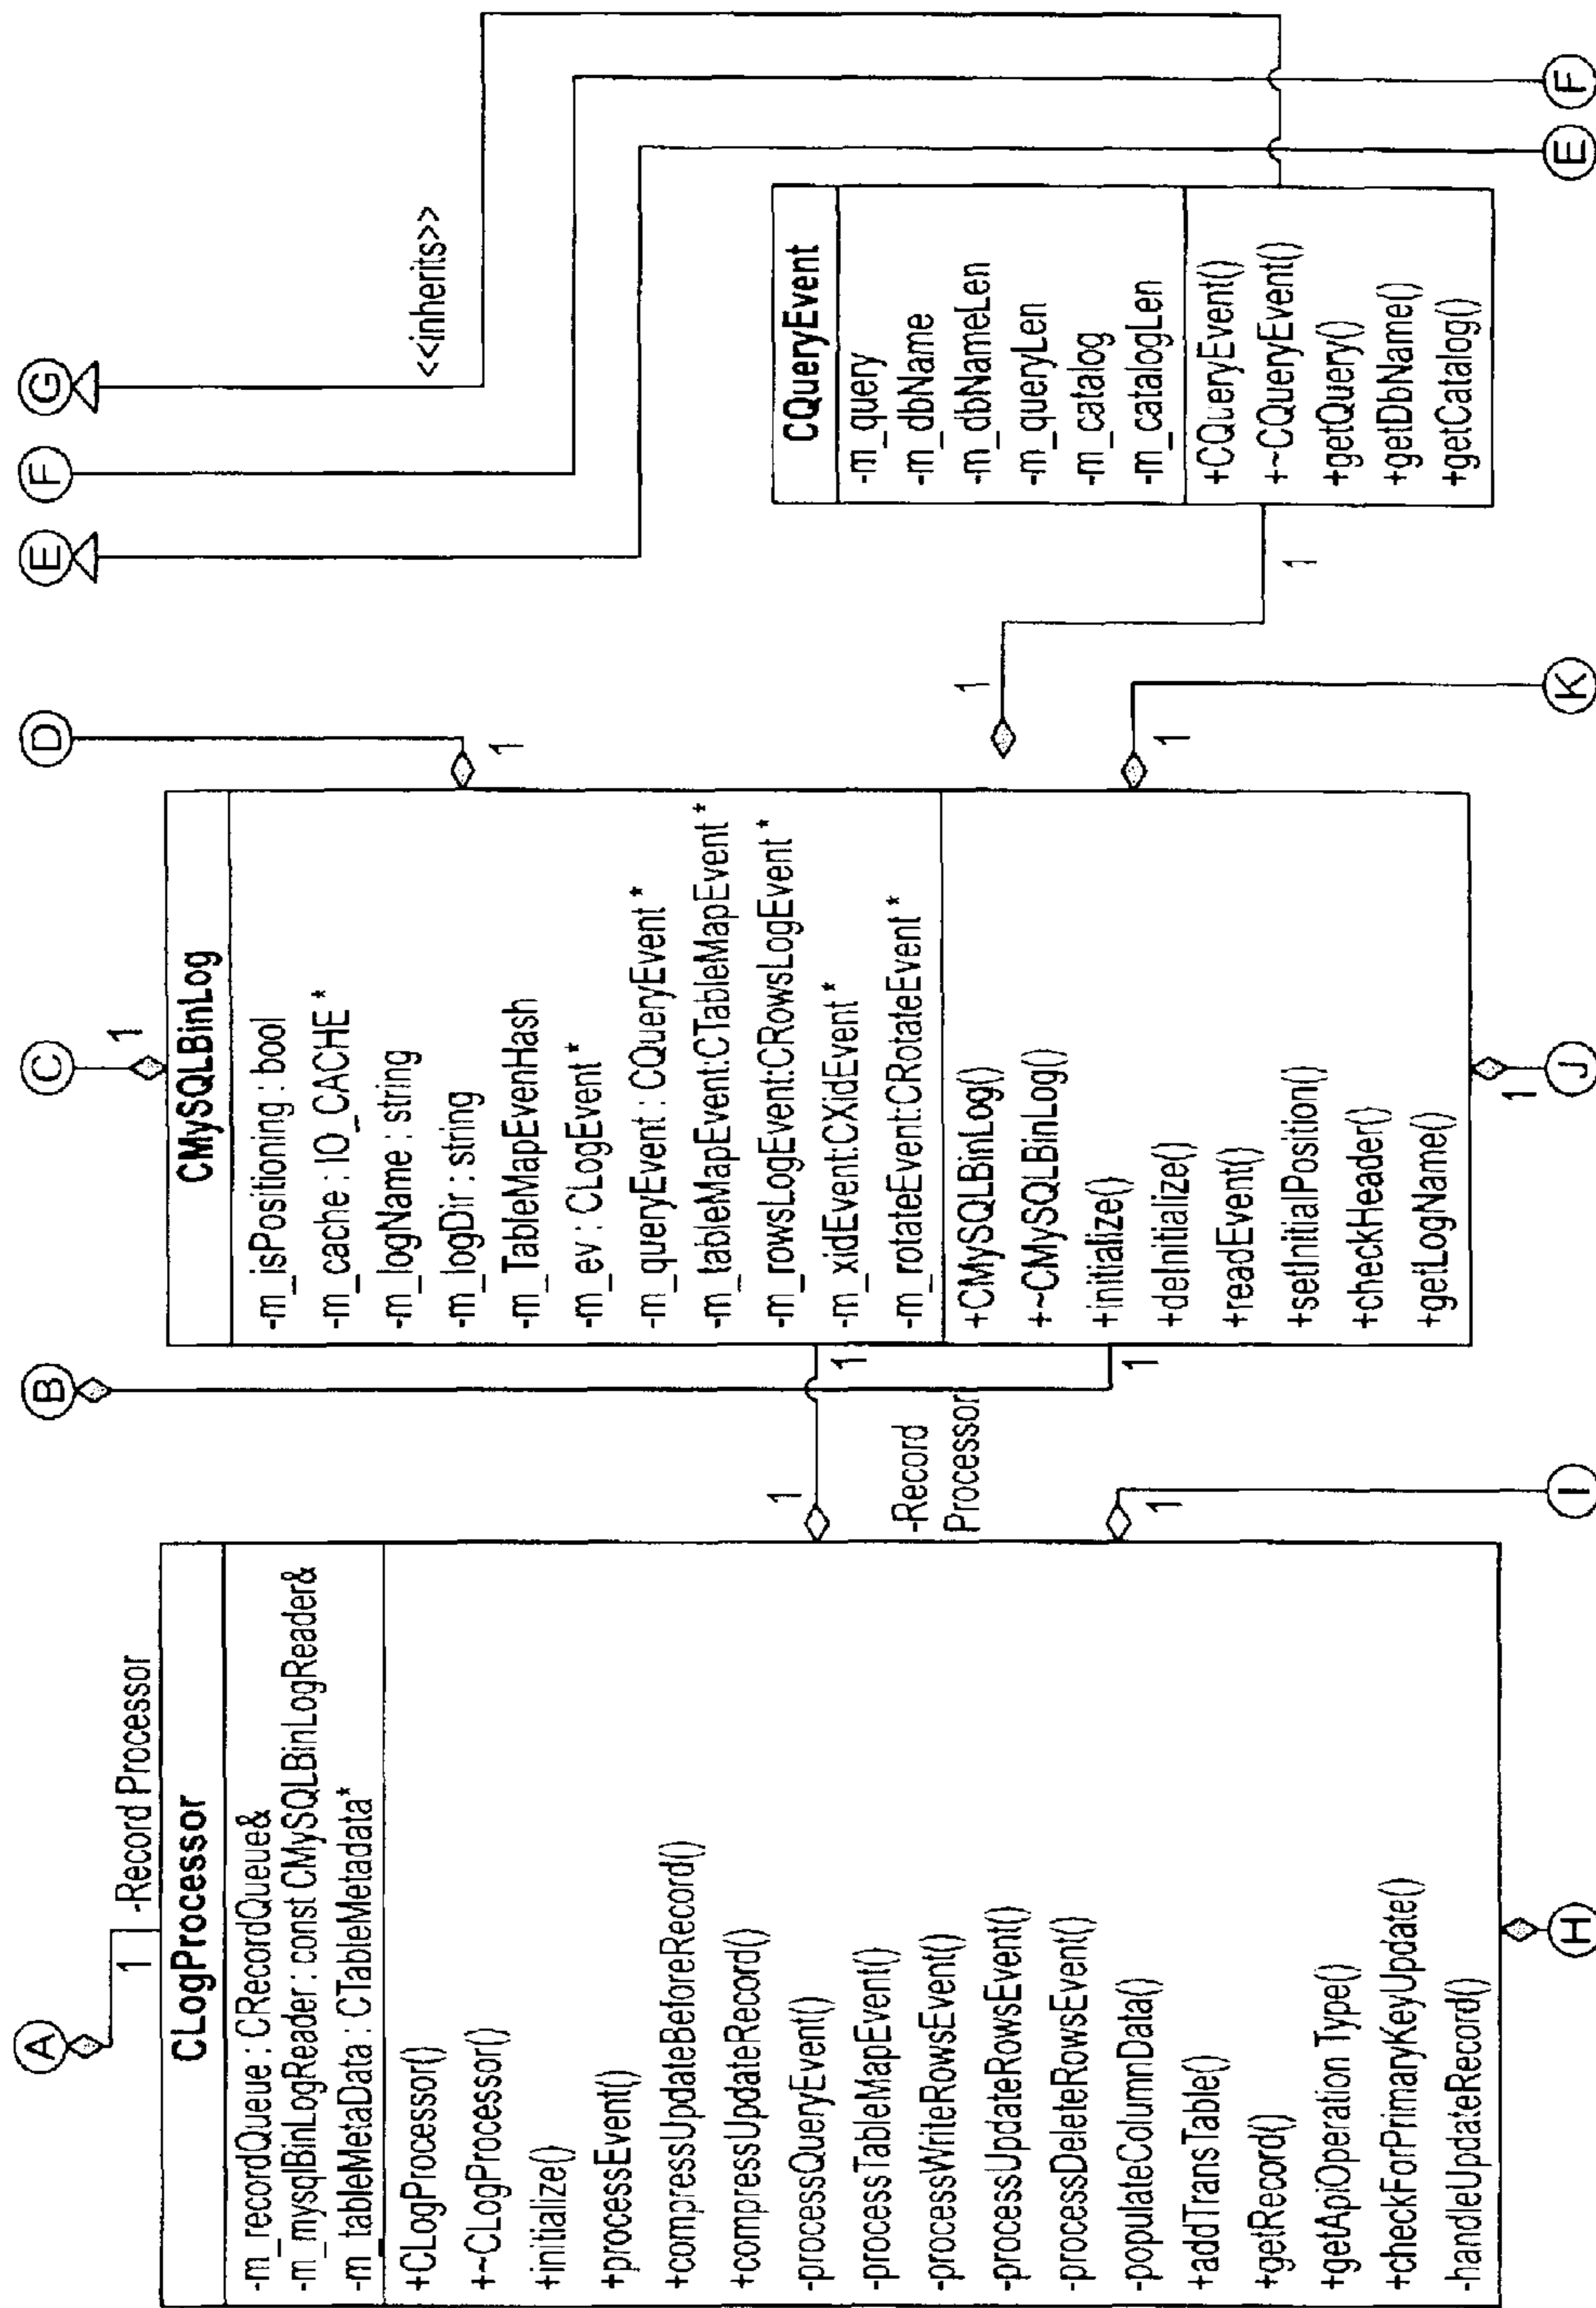 A
B
C
D
E
F
G
1
-Record Processor
CLogProcessor
-m_recordQueue : CRecordQueue&
-m_mysqlBinLogReader : const CMySQLBinLogReader&
-m_tableMetaData : CTableMetadata*
+CLogProcessor()
+~CLogProcessor()
+initialize()
+processEvent()
+compressUpdateBeforeRecord()
+compressUpdateRecord()
-processQueryEvent()
-processTableMapEvent()
-processWriteRowsEvent()
-processUpdateRowsEvent()
-processDeleteRowsEvent()
-populateColumnData()
+addTransTable()
+getRecord()
+getApiOperation Type()
+checkForPrimaryKeyUpdate()
-handleUpdateRecord()
1
-Record
Processor
1
1
1
1
CMySQLBinLog
-m_isPositioning : bool
-m_cache : IO_CACHE *
-m_logName : string
-m_logDir : string
-m_TableMapEvenHash
-m_ev : CLogEvent *
-m_queryEvent : CQueryEvent *
-m_tableMapEvent:CTableMapEvent *
-m_rowsLogEvent:CRowsLogEvent *
-m_xidEvent:CXidEvent *
-m_rotateEvent:CRotateEvent *
+CMySQLBinLog()
+~CMySQLBinLog()
+initialize()
+deInitialize()
+readEvent()
+setInitialPosition()
+checkHeader()
+getLogName()
1
1
1
1
1
<<inherits>>
CQueryEvent
-m_query
-m_dbName
-m_dbNameLen
-m_queryLen
-m_catalog
-m_catalogLen
+CQueryEvent()
+~CQueryEvent()
+getQuery()
+getDbName()
+getCatalog()
H
I
J
K
E
F